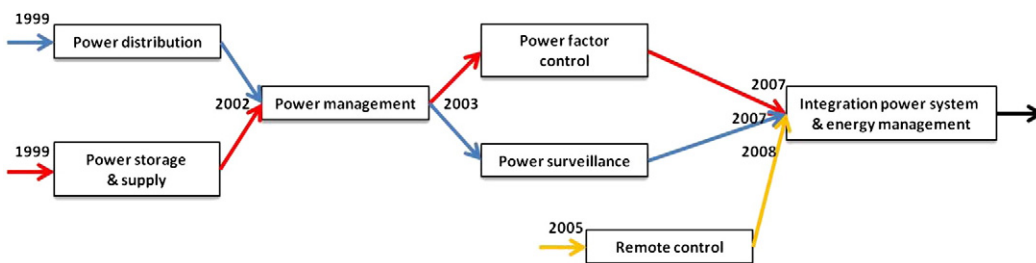 1999
Power distribution
2002
Power management
2003
Power factor
control
2007
2007
2008
Integration power system
& energy management
1999
Power storage
& supply
Power surveillance
2005
Remote control